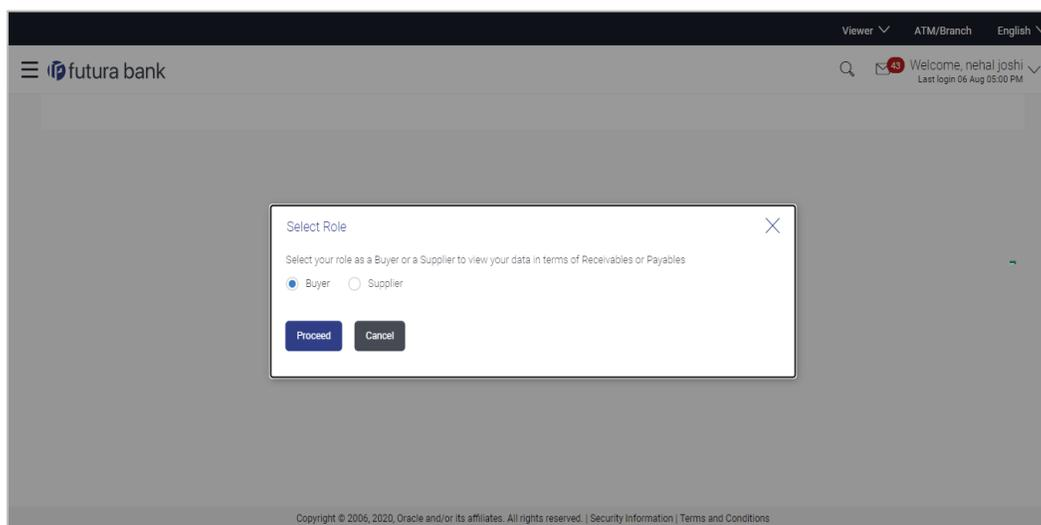 Viewer ATM/Branch English
futura bank
43 Welcome, nehal joshi
Last login 06 Aug 05:00 PM
Select Role
Select your role as a Buyer or a Supplier to view your data in terms of Receivables or Payables
Buyer Supplier
Proceed Cancel
Copyright © 2006, 2020, Oracle and/or its affiliates. All rights reserved. | Security Information | Terms and Conditions